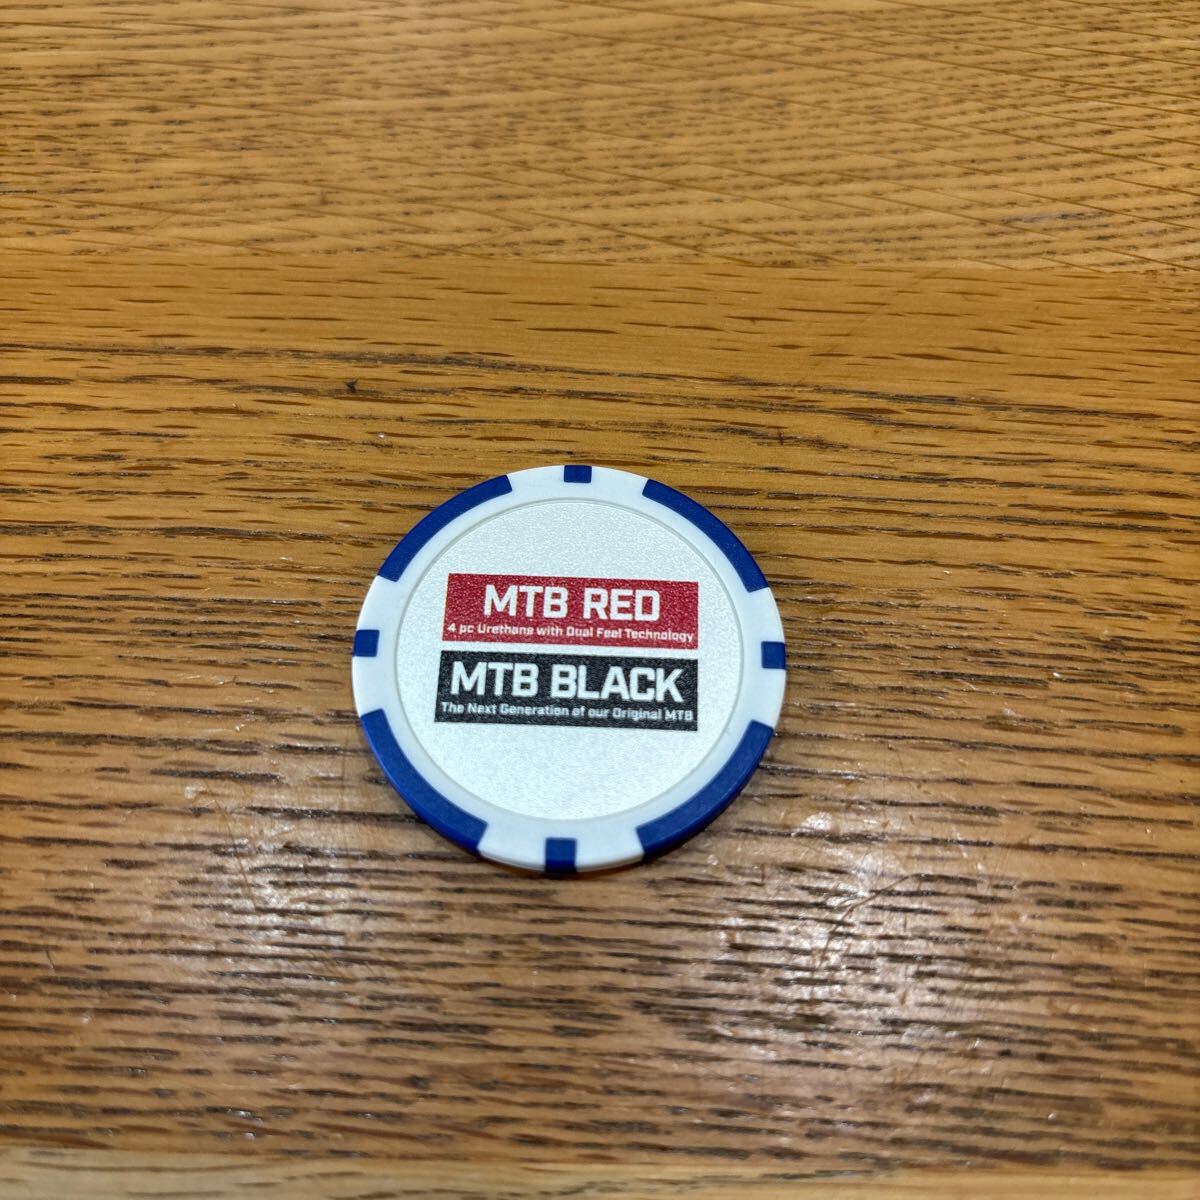 MTB RED
4 pc Urethane with Dual Feel Technology
MTB BLACK
The Next Generation of our Original MTB